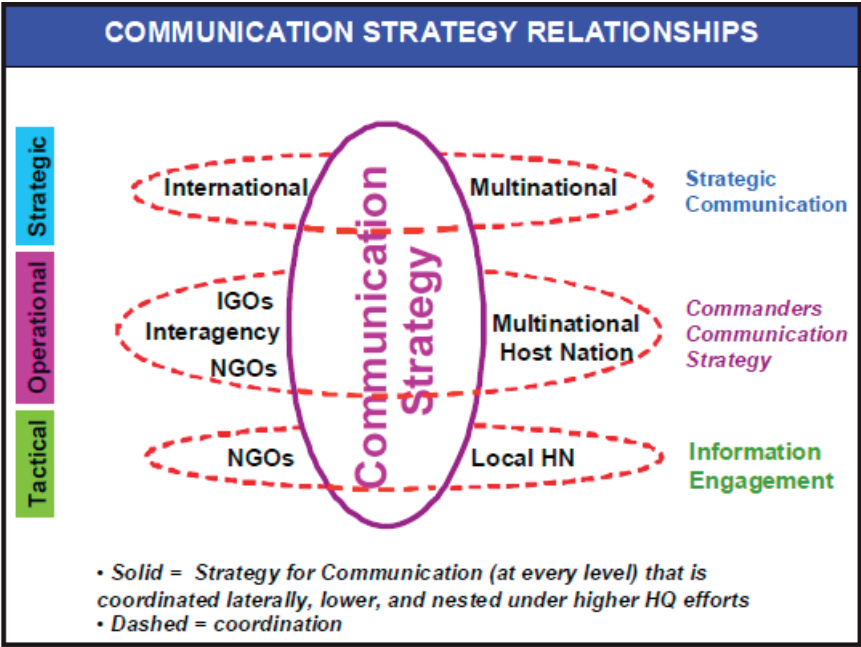 COMMUNICATION STRATEGY RELATIONSHIPS
Strategic
International
Multinational
Strategic
Communication
Communication
Strategy
Operational
IGOs
Interagency
NGOs
Multinational
Host Nation
Commanders
Communication
Strategy
Tactical
NGOs
Local HN
Information
Engagement
• Solid = Strategy for Communication (at every level) that is
coordinated laterally, lower, and nested under higher HQ efforts
• Dashed = coordination